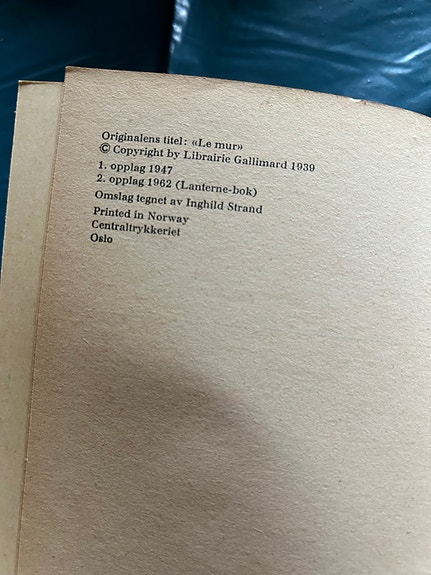 Originalens titel: «Le mur»
© Copyright by Librairie Gallimard 1939
1. opplag 1947
2. opplag 1962 (Lanterne-bok)
Omslag tegnet av Inghild Strand
Printed in Norway
Centraltrykkeriet
Oslo